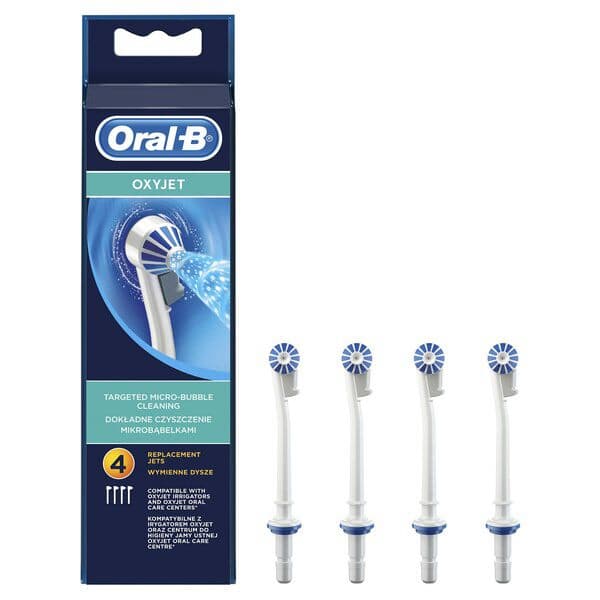 Oral-B®
OXYJET
TARGETED MICRO-BUBBLE
CLEANING
DOKŁADNE CZYSZCZENIE
MIKROBĄBELKAMI
4
REPLACEMENT
JETS
WYMIENNE DYSZE
COMPATIBLE WITH
OXYJET IRRIGATORS
AND OXYJET ORAL
CARE CENTERS*
KOMPATYBILNE Z
IRYGATOREM OXYJET
ORAZ CENTRUM DO
HIGIENY JAMY USTNEJ
OXYJET ORAL CARE
CENTRE*